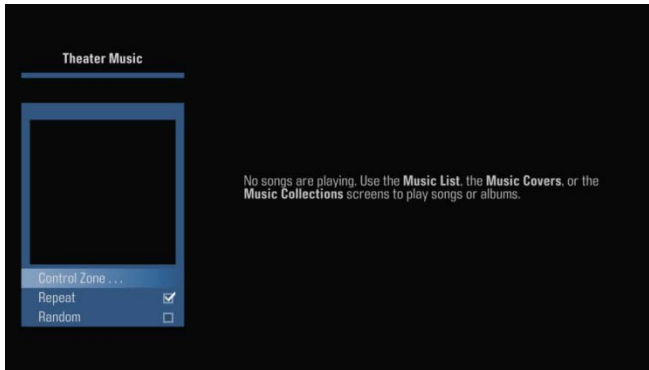 Theater Music
No songs are playing. Use the Music List, the Music Covers, or the
Music Collections screens to play songs or albums.
Control Zone . . .
Repeat
Random